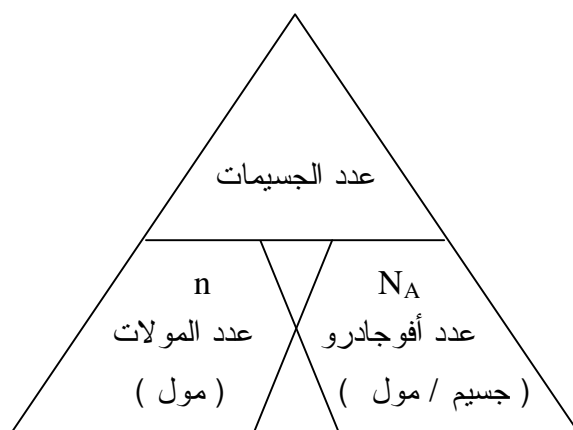 عدد الجسيمات
N_A
عدد أفوجادرو
( جسيم / مول )
n
عدد المولات
( مول )